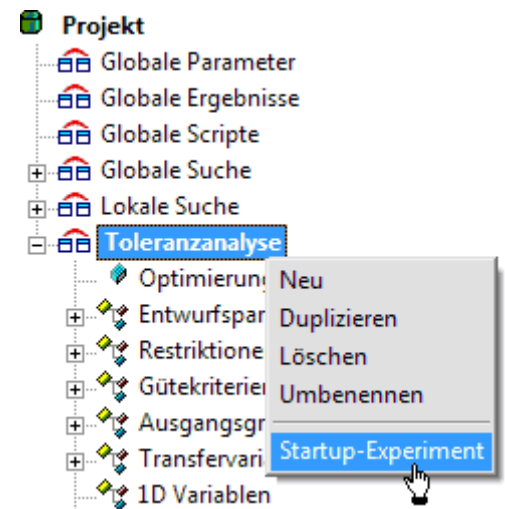 Projekt
Globale Parameter
Globale Ergebnisse
Globale Scripte
Globale Suche
Lokale Suche
Toleranzanalyse
Optimierun
Entwurfspar
Restriktione
Gütekriterie
Ausgangsgr
Transfervari
1D Variablen
Neu
Duplizieren
Löschen
Umbenennen
Startup-Experiment